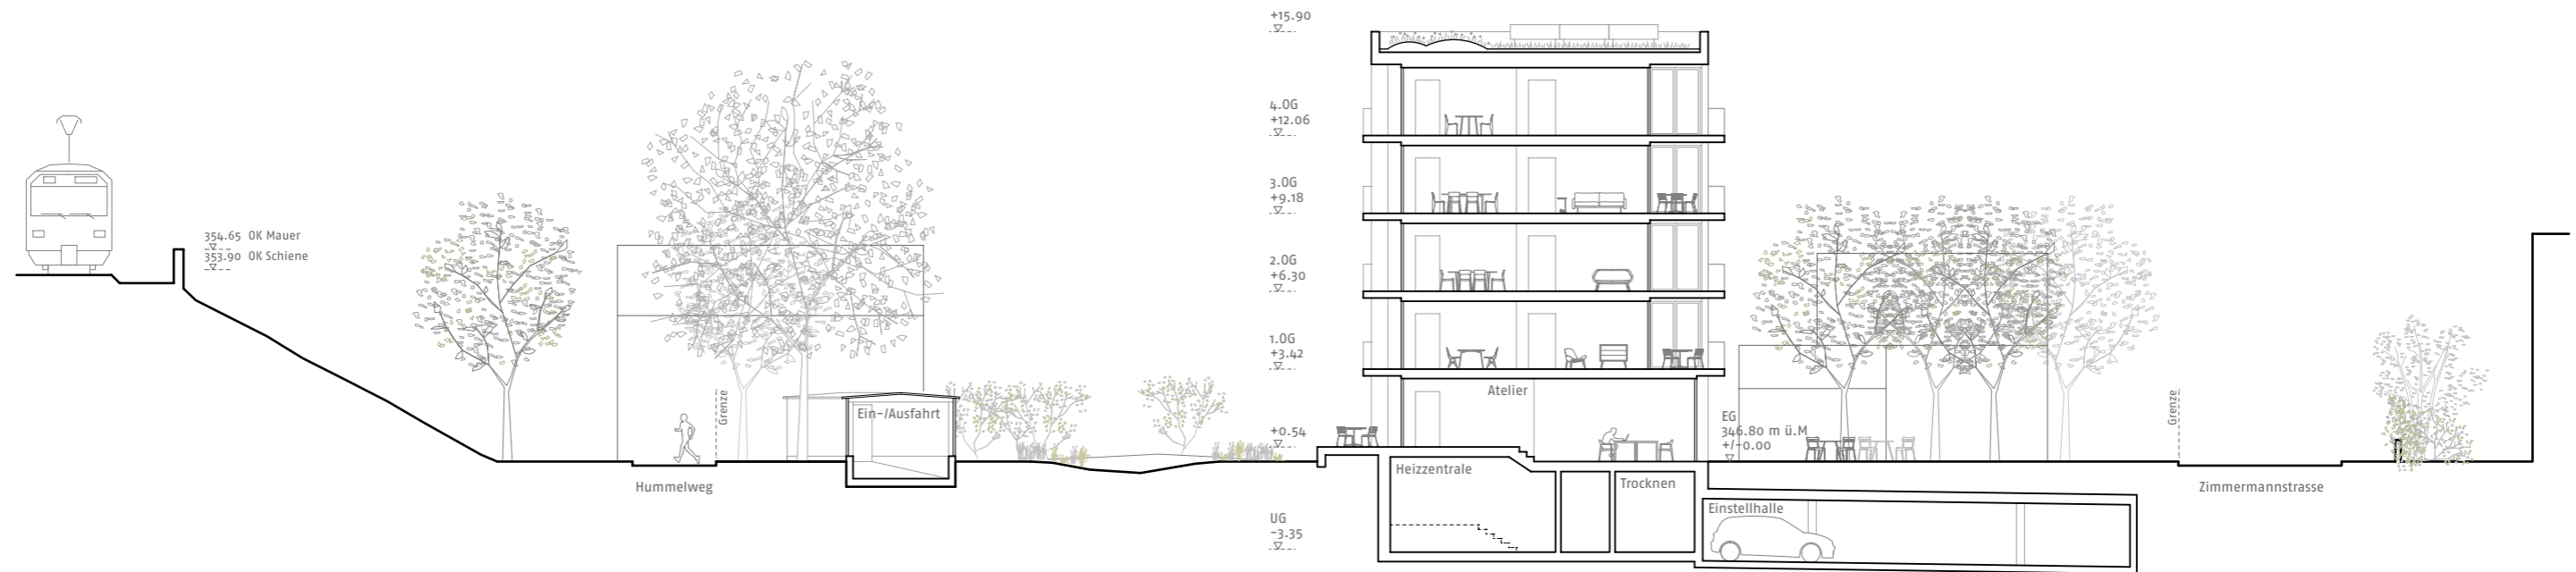 354.65 OK Mauer
353.90 OK Schiene
Hummelweg
Grenze
Ein-/Ausfahrt
+15.90
4.OG
+12.06
3.OG
+9.18
2.OG
+6.30
1.OG
+3.42
+0.54
UG
-3.35
Atelier
Heizzentrale
Trocknen
EG
346.80 m ü.M
+/-0.00
Einstellhalle
Grenze
Zimmermannstrasse